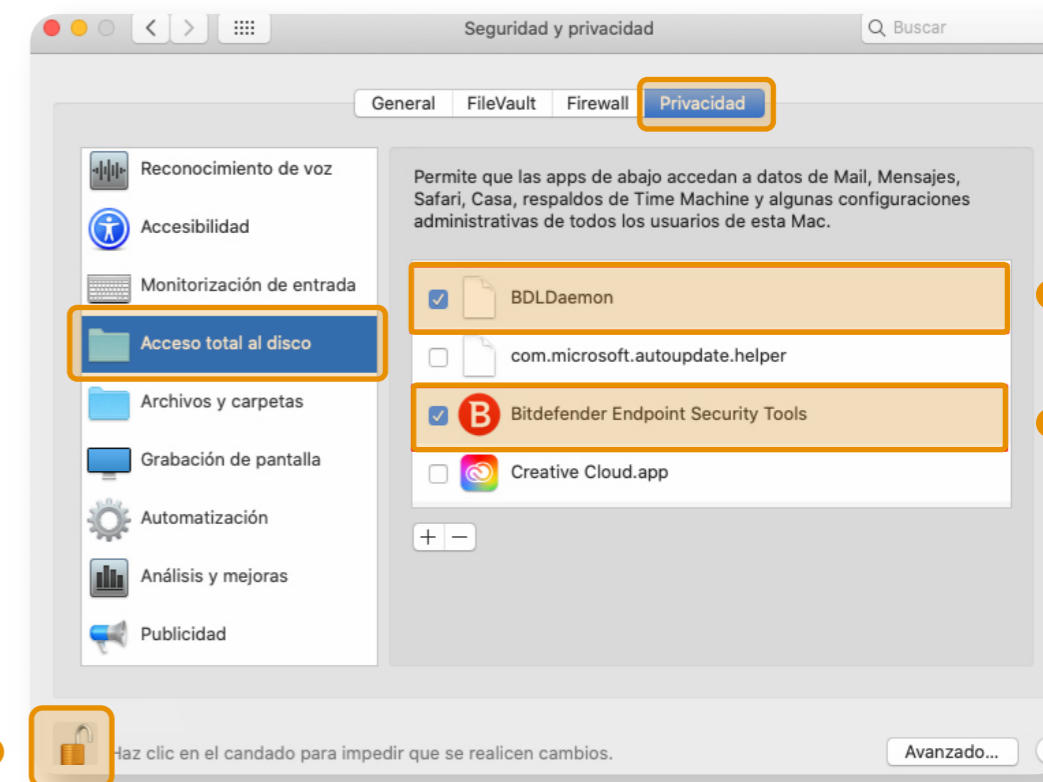 Seguridad y privacidad
Buscar
General
FileVault
Firewall
Privacidad
Reconocimiento de voz
Accesibilidad
Monitorización de entrada
Acceso total al disco
Archivos y carpetas
Grabación de pantalla
Automatización
Análisis y mejoras
Publicidad
Permite que las apps de abajo accedan a datos de Mail, Mensajes,
Safari, Casa, respaldos de Time Machine y algunas configuraciones
administrativas de todos los usuarios de esta Mac.
BDLDaemon
com.microsoft.autoupdate.helper
B Bitdefender Endpoint Security Tools
Creative Cloud.app
Haz clic en el candado para impedir que se realicen cambios.
Avanzado...